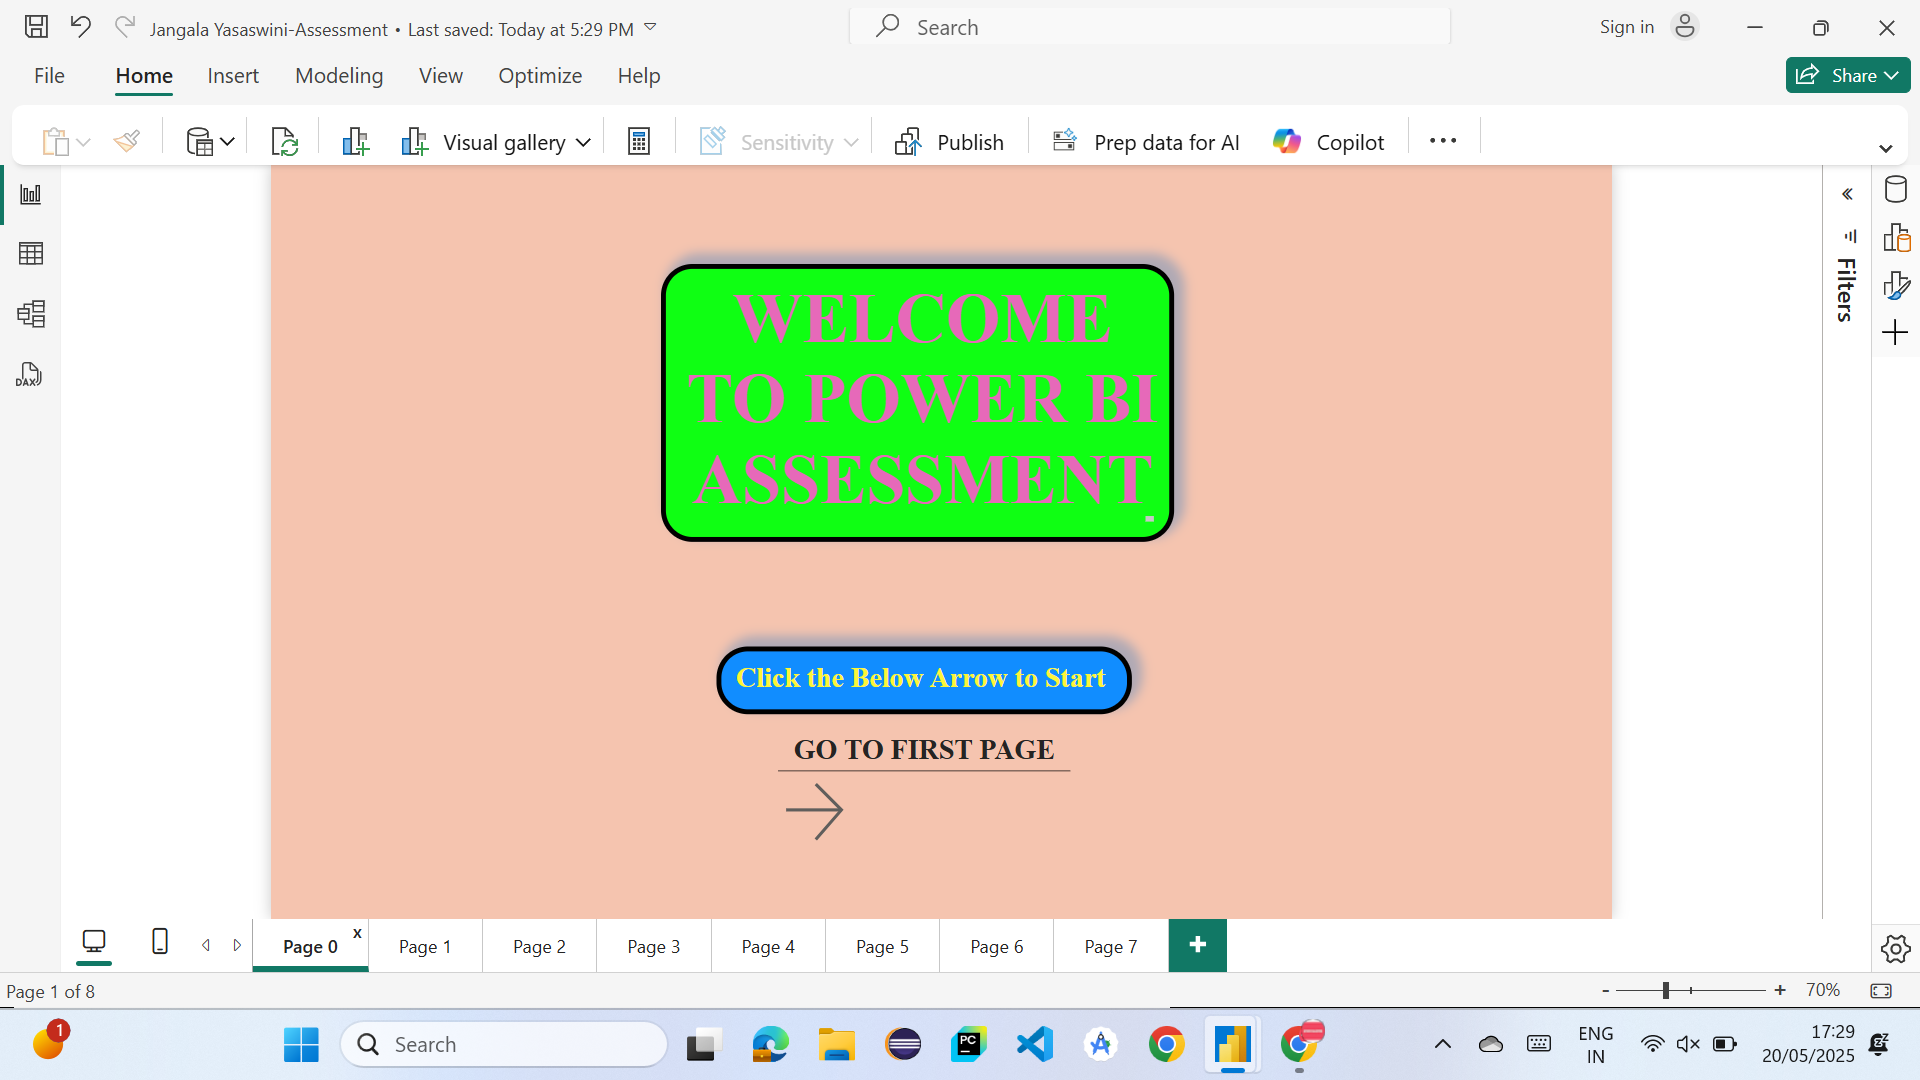 Jangala Yasaswini-Assessment • Last saved: Today at 5:29 PM
Search
Sign in
File Home Insert Modeling View Optimize Help
Share
Visual gallery
Sensitivity
Publish
Prep data for AI
Copilot
DAX
Filters
WELCOME
TO POWER BI
ASSESSMENT
Click the Below Arrow to Start
GO TO FIRST PAGE
Page 0 x Page 1 Page 2 Page 3 Page 4 Page 5 Page 6 Page 7 +
Page 1 of 8
- + 70%
1
Search
PC
ENG
IN
17:29
20/05/2025